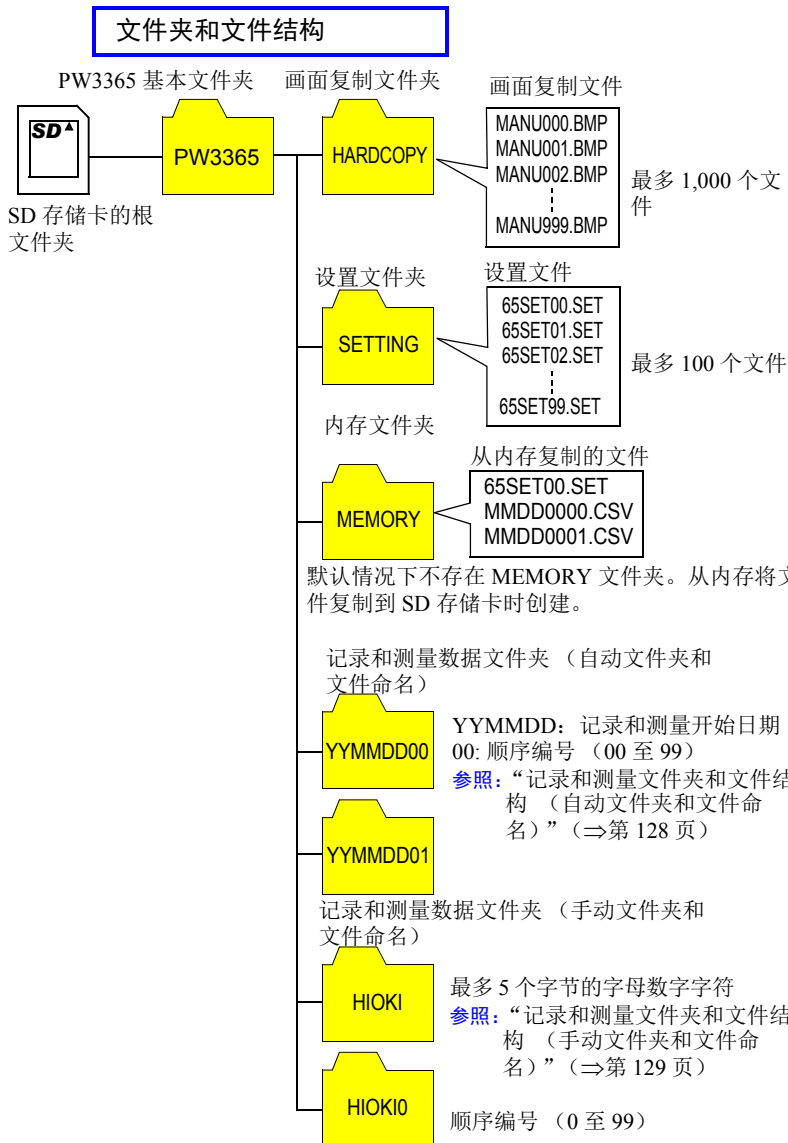 文件夹和文件结构
PW3365 基本文件夹
画面复制文件夹
画面复制文件
SD
PW3365
HARDCOPY
MANU000.BMP
MANU001.BMP
MANU002.BMP
MANU999.BMP
最多 1,000 个文
件
SD 存储卡的根
文件夹
设置文件夹
设置文件
SETTING
65SET00.SET
65SET01.SET
65SET02.SET
65SET99.SET
最多 100 个文件
内存文件夹
从内存复制的文件
MEMORY
65SET00.SET
MMDD0000.CSV
MMDD0001.CSV
默认情况下不存在 MEMORY 文件夹。从内存将文
件复制到 SD 存储卡时创建。
记录和测量数据文件夹 （自动文件夹和
文件命名）
YYMMDD00
YYMMDD：记录和测量开始日期
00: 顺序编号 （00 至 99）
参照：“记录和测量文件夹和文件结
构 （自动文件夹和文件命
名）”（⇒第 128 页）
YYMMDD01
记录和测量数据文件夹 （手动文件夹和
文件命名）
HIOKI
最多 5 个字节的字母数字字符
参照：“记录和测量文件夹和文件结
构 （手动文件夹和文件命
名）”（⇒第 129 页）
HIOKI0
顺序编号 （0 至 99）